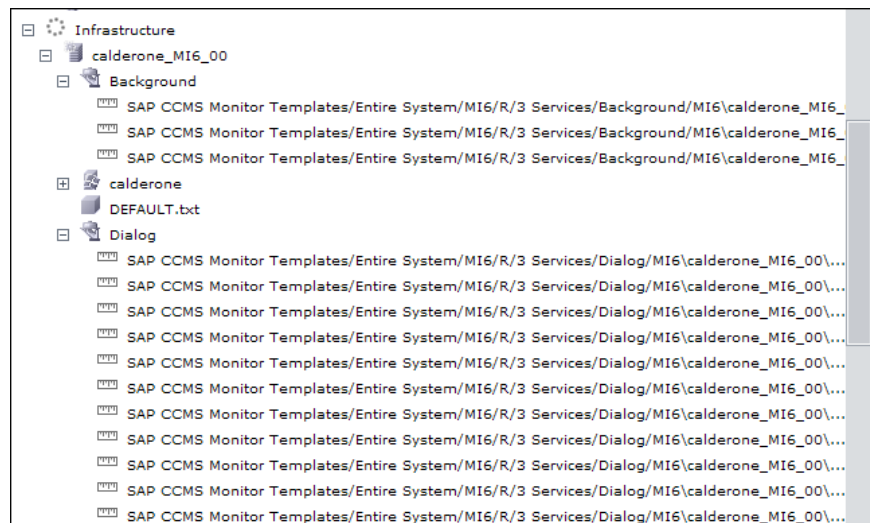 Infrastructure
calderone_MI6_00
Background
SAP CCMS Monitor Templates/Entire System/MI6/R/3 Services/Background/MI6\calderone_MI6_
SAP CCMS Monitor Templates/Entire System/MI6/R/3 Services/Background/MI6\calderone_MI6_
SAP CCMS Monitor Templates/Entire System/MI6/R/3 Services/Background/MI6\calderone_MI6_
calderone
DEFAULT.txt
Dialog
SAP CCMS Monitor Templates/Entire System/MI6/R/3 Services/Dialog/MI6\calderone_MI6_00\...
SAP CCMS Monitor Templates/Entire System/MI6/R/3 Services/Dialog/MI6\calderone_MI6_00\...
SAP CCMS Monitor Templates/Entire System/MI6/R/3 Services/Dialog/MI6\calderone_MI6_00\...
SAP CCMS Monitor Templates/Entire System/MI6/R/3 Services/Dialog/MI6\calderone_MI6_00\...
SAP CCMS Monitor Templates/Entire System/MI6/R/3 Services/Dialog/MI6\calderone_MI6_00\...
SAP CCMS Monitor Templates/Entire System/MI6/R/3 Services/Dialog/MI6\calderone_MI6_00\...
SAP CCMS Monitor Templates/Entire System/MI6/R/3 Services/Dialog/MI6\calderone_MI6_00\...
SAP CCMS Monitor Templates/Entire System/MI6/R/3 Services/Dialog/MI6\calderone_MI6_00\...
SAP CCMS Monitor Templates/Entire System/MI6/R/3 Services/Dialog/MI6\calderone_MI6_00\...
SAP CCMS Monitor Templates/Entire System/MI6/R/3 Services/Dialog/MI6\calderone_MI6_00\...
SAP CCMS Monitor Templates/Entire System/MI6/R/3 Services/Dialog/MI6\calderone_MI6_00\...